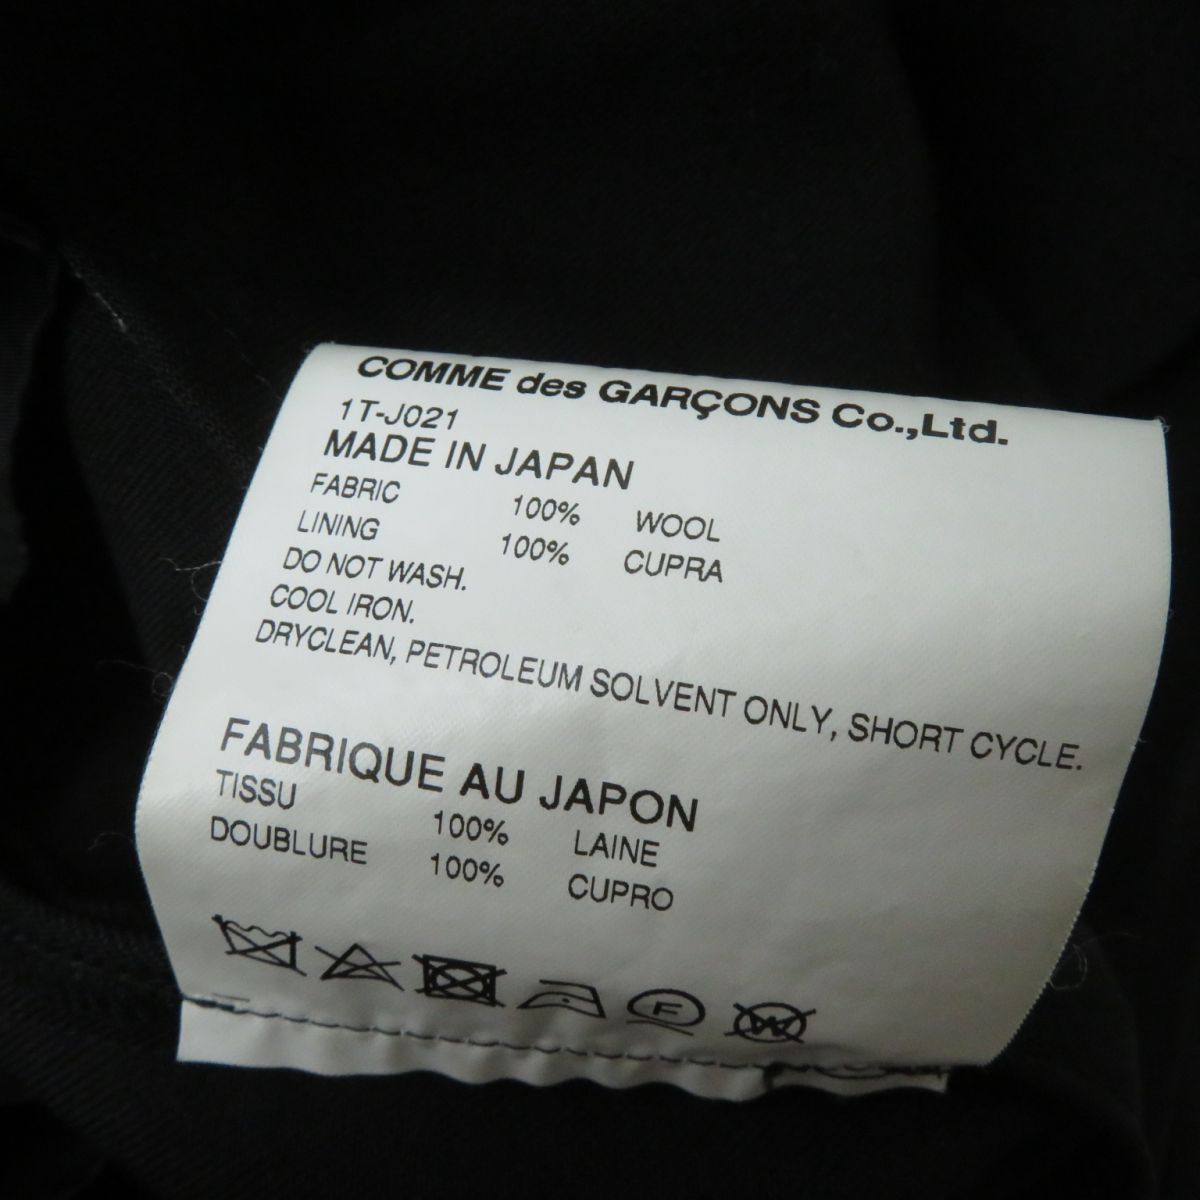 COMME des GARÇONS Co.,Ltd.
1T-J021
MADE IN JAPAN
FABRIC 100% WOOL
LINING 100% CUPRA
DO NOT WASH.
COOL IRON.
DRYCLEAN, PETROLEUM SOLVENT ONLY, SHORT CYCLE.
FABRIQUE AU JAPON
TISSU 100% LAINE
DOUBLURE 100% CUPRO
F W